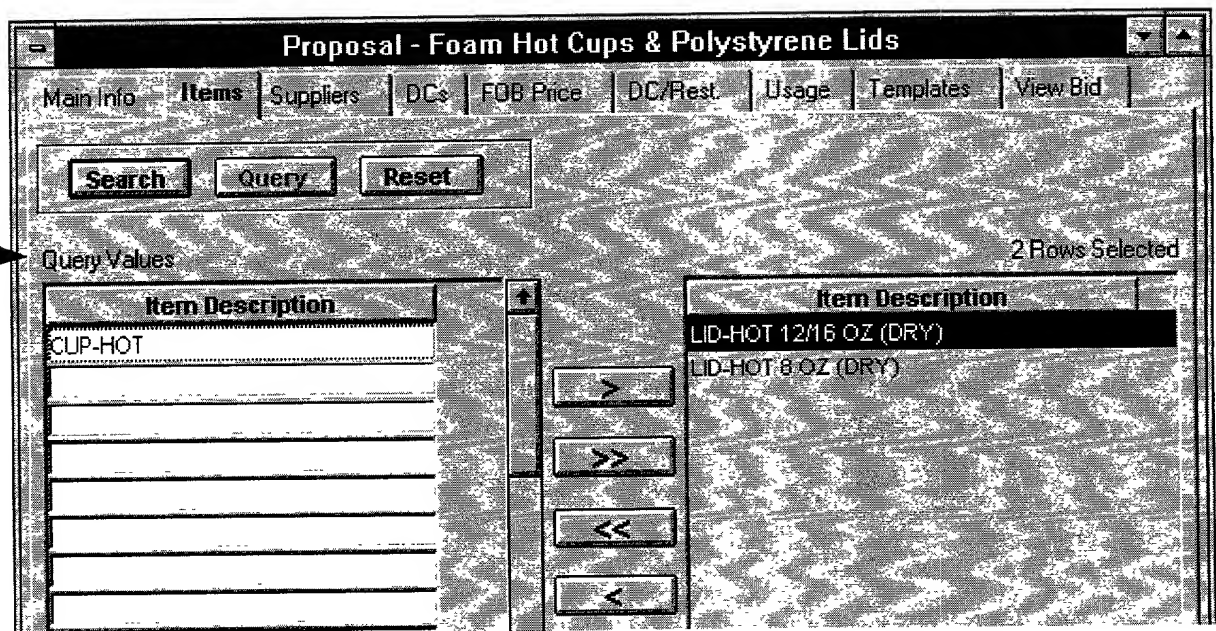 Proposal - Foam Hot Cups & Polystyrene Lids
Main Info Items Suppliers DCs FOB Price DC/Rest. Usage Templates View Bid
Search Query Reset
Query Values 2 Rows Selected
Item Description Item Description
CUP-HOT LID-HOT 12/16 OZ (DRY)
LID-HOT 8 OZ (DRY)
>
>>
<<
<